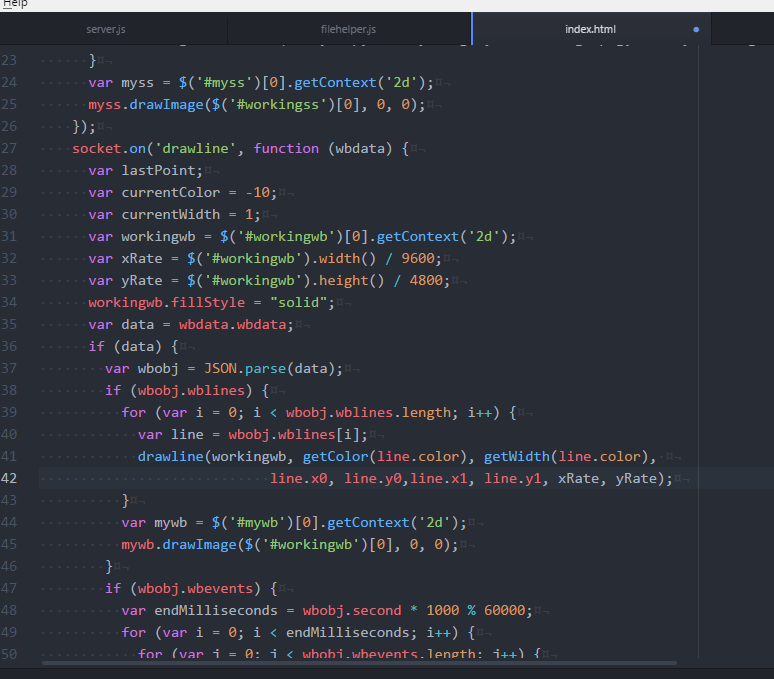 Help
server.js filehelper.js index.html
23 }
24 var myss = $('#myss')[0].getContext('2d');
25 myss.drawImage($('#workingss')[0], 0, 0);
26 });
27 socket.on('drawline', function (wbdata) {
28 var lastPoint;
29 var currentColor = -10;
30 var currentWidth = 1;
31 var workingwb = $('#workingwb')[0].getContext('2d');
32 var xRate = $('#workingwb').width() / 9600;
33 var yRate = $('#workingwb').height() / 4800;
34 workingwb.fillStyle = "solid";
35 var data = wbdata.wbdata;
36 if (data) {
37 var wbobj = JSON.parse(data);
38 if (wbobj.wblines) {
39 for (var i = 0; i < wbobj.wblines.length; i++) {
40 var line = wbobj.wblines[i];
41 drawline(workingwb, getColor(line.color), getWidth(line.color),
42 line.x0, line.y0,line.x1, line.y1, xRate, yRate);
43 }
44 var mywb = $('#mywb')[0].getContext('2d');
45 mywb.drawImage($('#workingwb')[0], 0, 0);
46 }
47 if (wbobj.wbevents) {
48 var endMilliseconds = wbobj.second * 1000 % 60000;
49 for (var i = 0; i < endMilliseconds; i++) {
50 for (var j = 0; j < wbobj.wbevents.length; j++) {